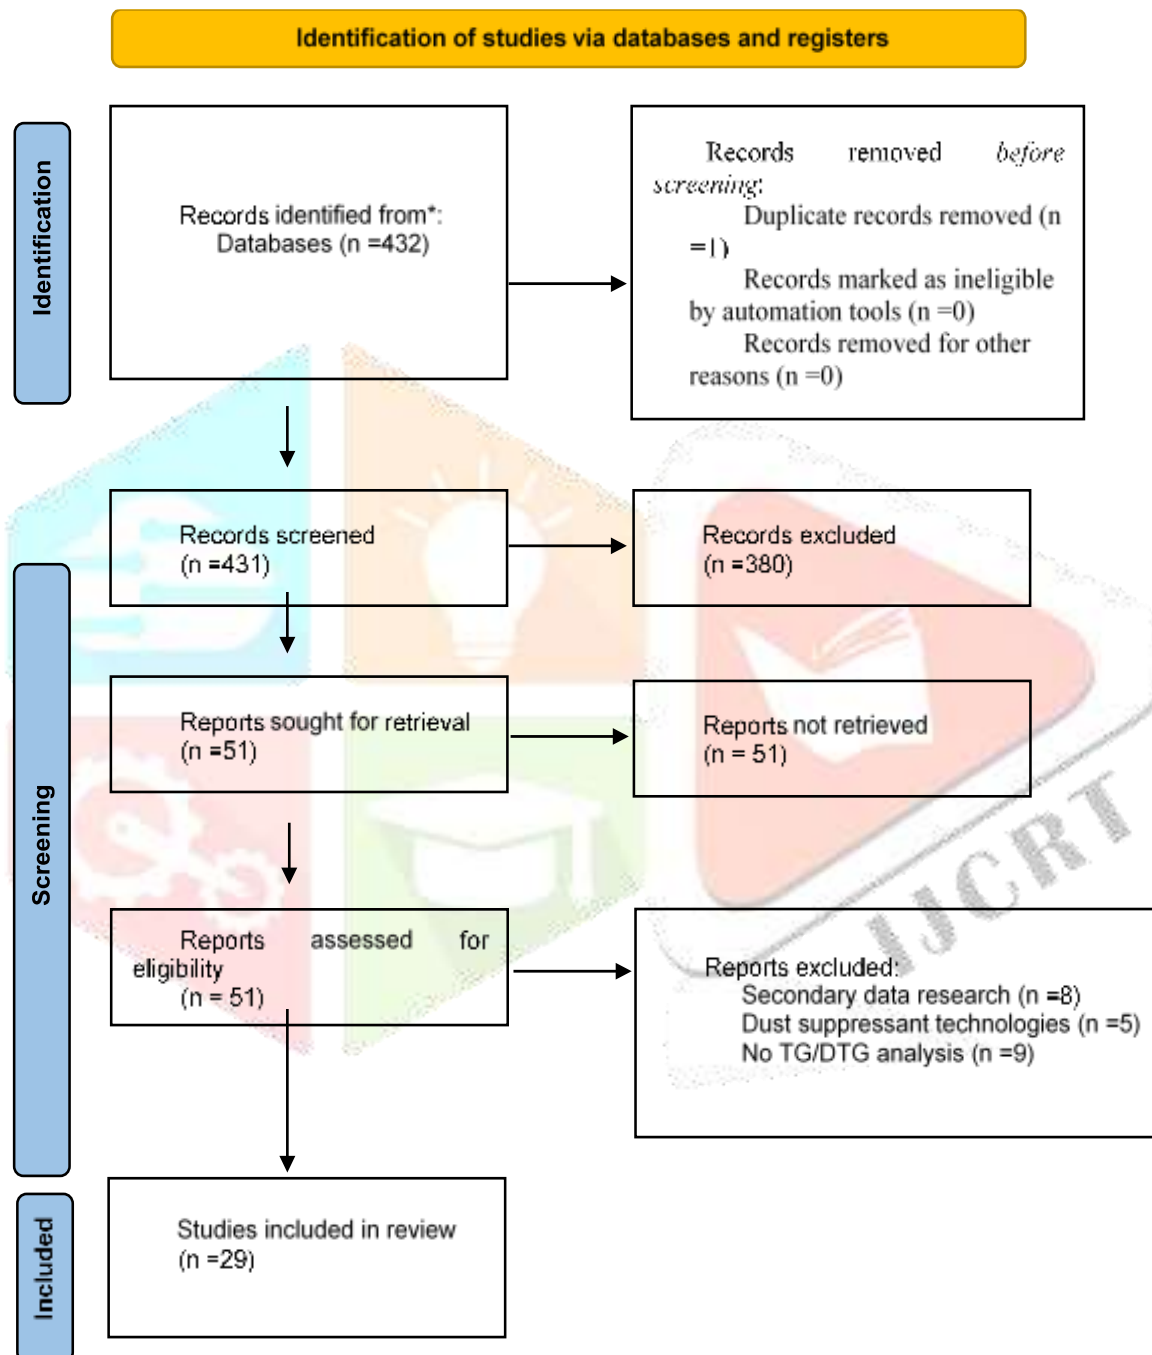 Identification of studies via databases and registers
Identification
Records identified from*:
Databases (n =432)
Records removed before
screening:
Duplicate records removed (n
=1)
Records marked as ineligible
by automation tools (n =0)
Records removed for other
reasons (n =0)
Screening
Records screened
(n =431)
Records excluded
(n =380)
Reports sought for retrieval
(n =51)
Reports not retrieved
(n = 51)
Reports assessed for
eligibility
(n = 51)
Reports excluded:
Secondary data research (n =8)
Dust suppressant technologies (n =5)
No TG/DTG analysis (n =9)
IJCRT
Included
Studies included in review
(n =29)